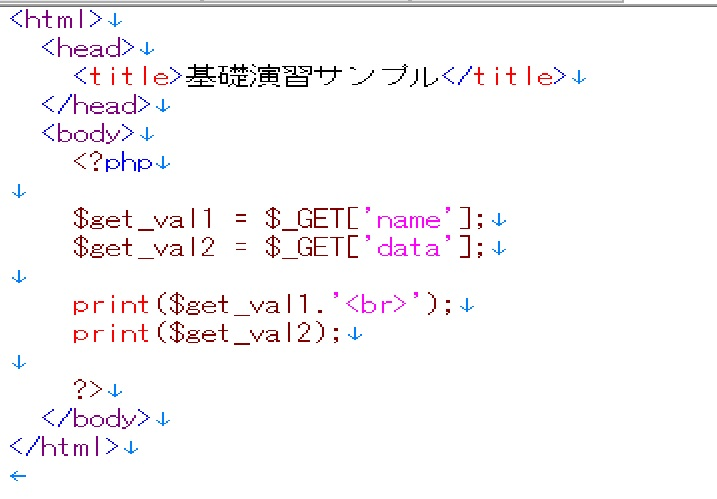 <html>↓
<head>↓
<title>基礎演習サンプル</title>↓
</head>↓
<body>↓
<?php↓
↓
$get_val1 = $_GET['name'];↓
$get_val2 = $_GET['data'];↓
↓
print($get_val1.'<br>');↓
print($get_val2);↓
↓
?>↓
</body>↓
</html>↓
←